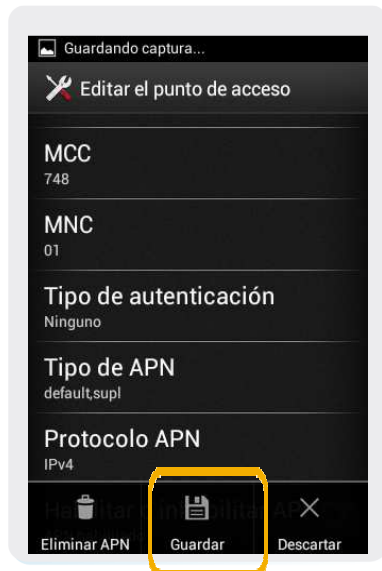 Guardando captura...
Editar el punto de acceso
MCC
748
MNC
01
Tipo de autenticación
Ninguno
Tipo de APN
default,supl
Protocolo APN
IPv4
Eliminar APN Guardar Descartar